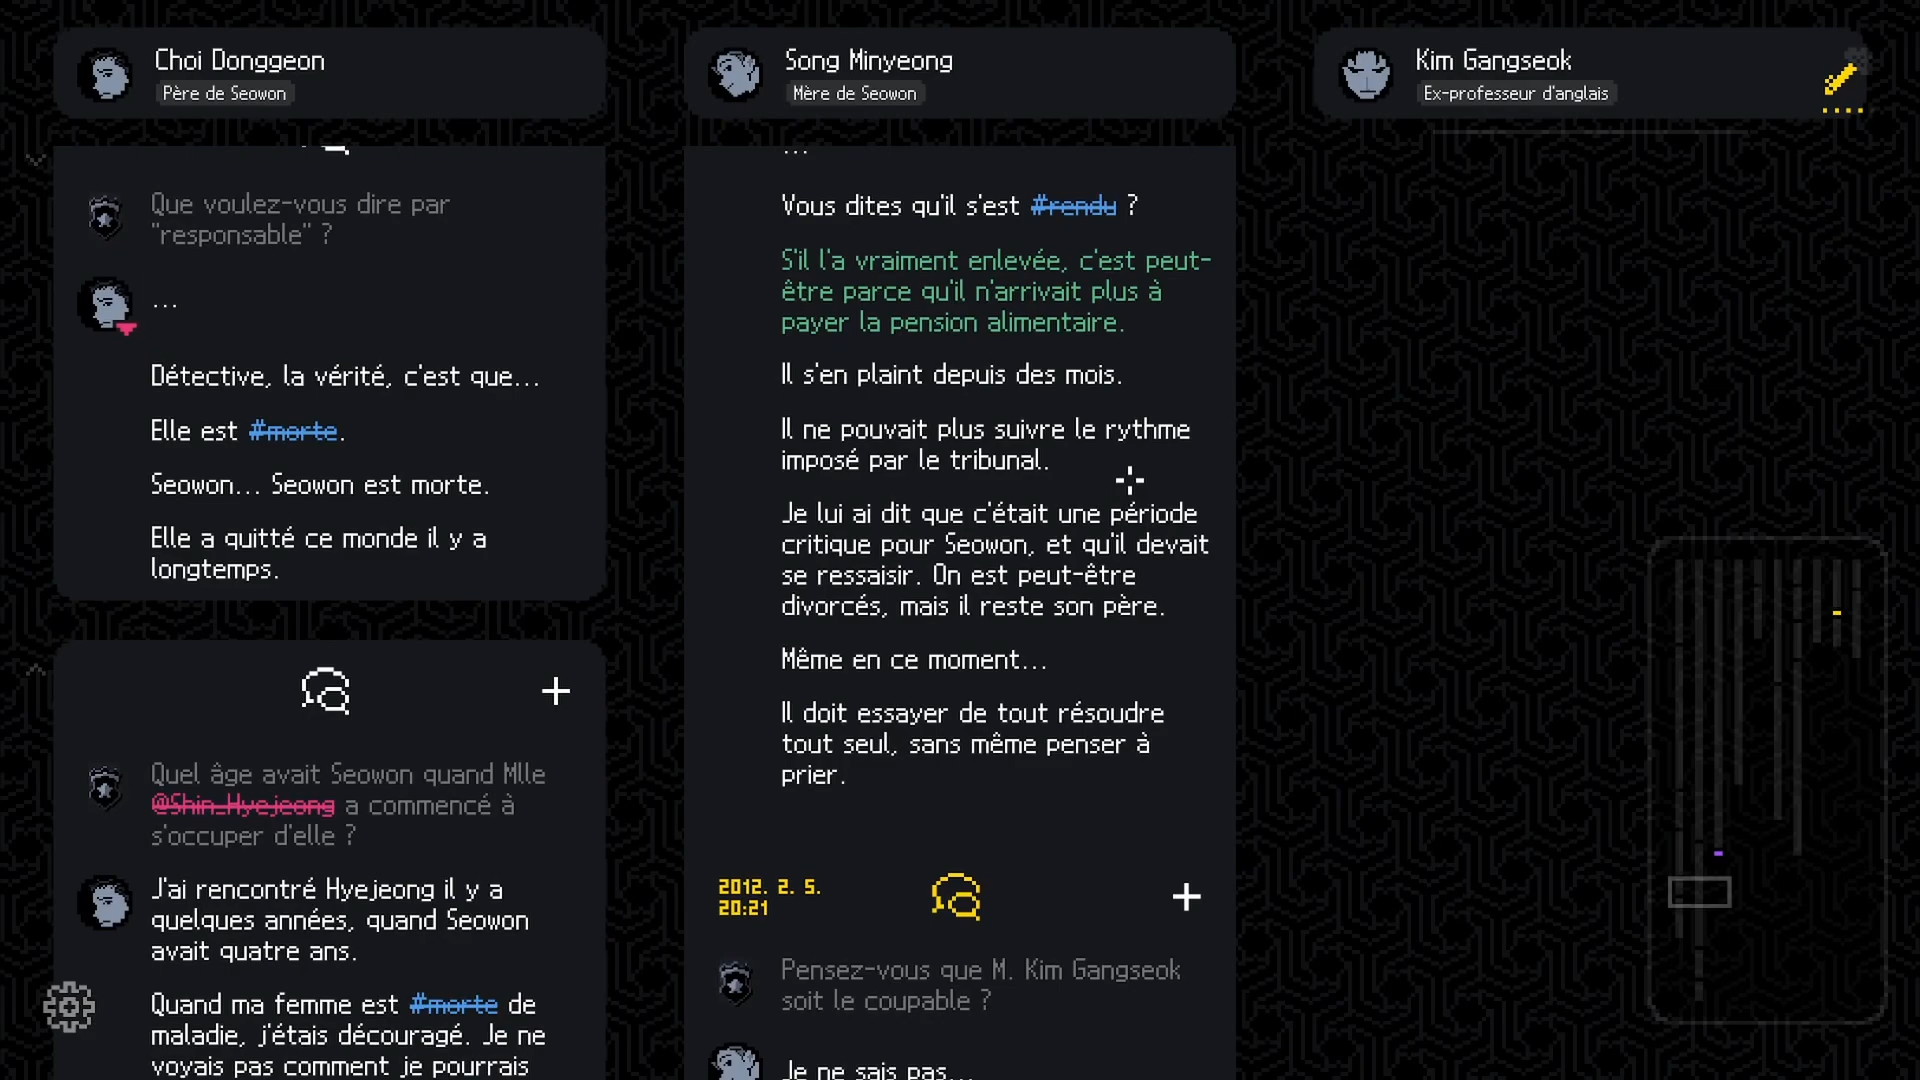 Choi Donggeon
Père de Seowon
Que voulez-vous dire par
"responsable" ?
...
Détective, la vérité, c'est que...
Elle est #morte.
Seowon... Seowon est morte.
Elle a quitté ce monde il y a
longtemps.
Quel âge avait Seowon quand Mlle
@Shin_Hyejeong a commencé à
s'occuper d'elle ?
J'ai rencontré Hyejeong il y a
quelques années, quand Seowon
avait quatre ans.
Quand ma femme est #morte de
maladie, j'étais découragé. Je ne
voyais pas comment je pourrais
Song Minyeong
Mère de Seowon
...
Vous dites qu'il s'est #rendu ?
S'il l'a vraiment enlevée, c'est peut-
être parce qu'il n'arrivait plus à
payer la pension alimentaire.
Il s'en plaint depuis des mois.
Il ne pouvait plus suivre le rythme
imposé par le tribunal.
Je lui ai dit que c'était une période
critique pour Seowon, et qu'il devait
se ressaisir. On est peut-être
divorcés, mais il reste son père.
Même en ce moment...
Il doit essayer de tout résoudre
tout seul, sans même penser à
prier.
2012. 2. 5.
20:21
Pensez-vous que M. Kim Gangseok
soit le coupable ?
Je ne sais pas...
Kim Gangseok
Ex-professeur d'anglais